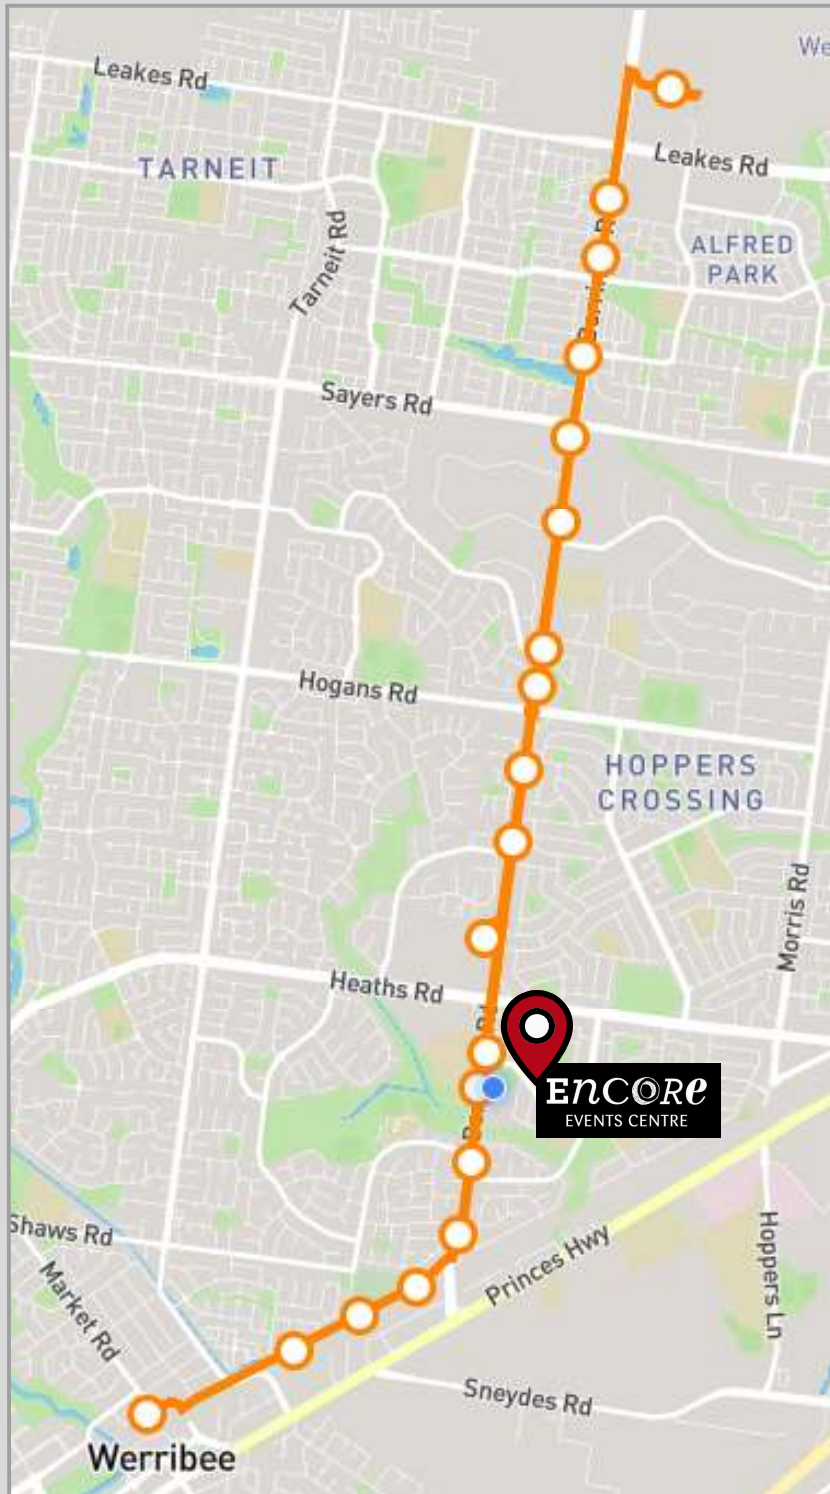 We
Leakes Rd
Leakes Rd
TARNEIT
Tarneit Rd
ALFRED
PARK
Sayers Rd
Hogans Rd
HOPPERS
CROSSING
Morris Rd
Heaths Rd
Rd
ENCORE
EVENTS CENTRE
Shaws Rd
Market Rd
Princes Hwy
Hoppers Ln
Sneydes Rd
Werribee